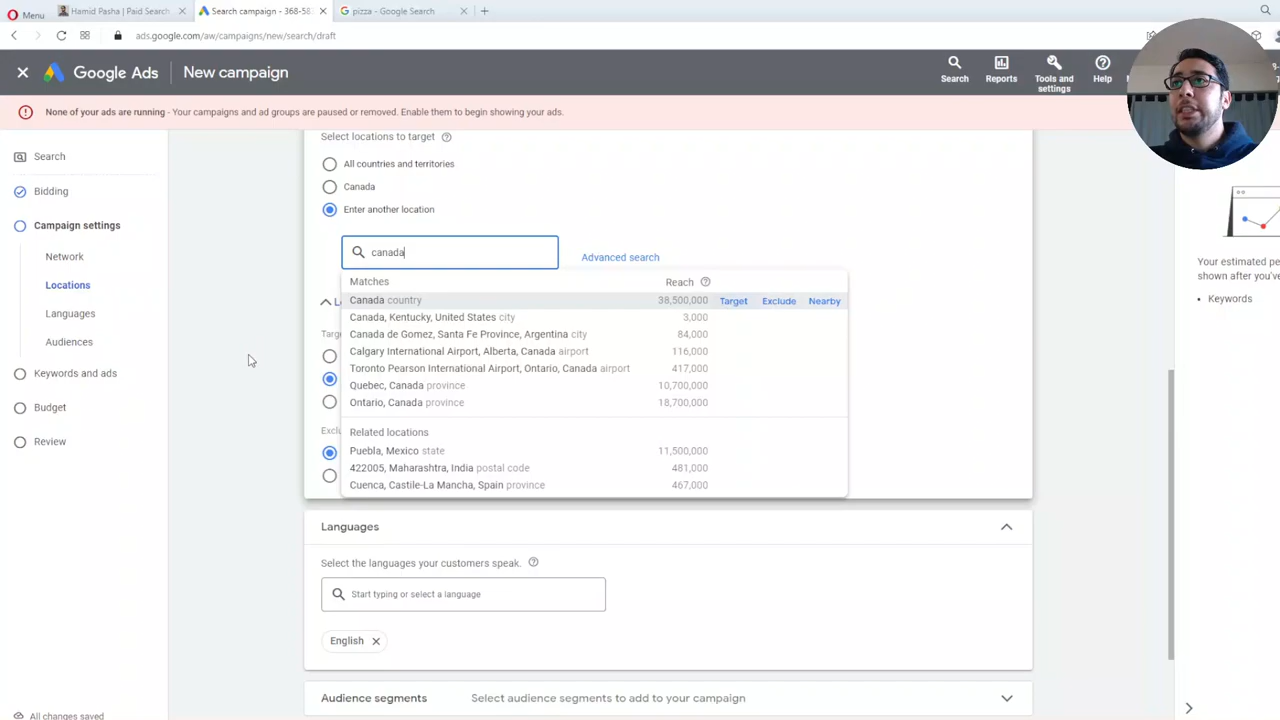 Menu
Hamid Pasha | Paid Search
Search campaign - 368-58
pizza - Google Search
ads.google.com/aw/campaigns/new/search/draft
Google Ads
New campaign
Search
Reports
Tools and settings
Help
None of your ads are running - Your campaigns and ad groups are paused or removed. Enable them to begin showing your ads.
Search
Bidding
Campaign settings
Network
Locations
Languages
Audiences
Keywords and ads
Budget
Review
All changes saved
Select locations to target
All countries and territories
Canada
Enter another location
canada
Advanced search
Matches Reach
Canada country 38,500,000 Target Exclude Nearby
Canada, Kentucky, United States city 3,000
Canada de Gomez, Santa Fe Province, Argentina city 84,000
Calgary International Airport, Alberta, Canada airport 116,000
Toronto Pearson International Airport, Ontario, Canada airport 417,000
Quebec, Canada province 10,700,000
Ontario, Canada province 18,700,000
Related locations
Puebla, Mexico state 11,500,000
422005, Maharashtra, India postal code 481,000
Cuenca, Castile-La Mancha, Spain province 467,000
Targ
Exclu
Languages
Select the languages your customers speak.
Start typing or select a language
English
Audience segments Select audience segments to add to your campaign
Your estimated pe
shown after you've
Keywords